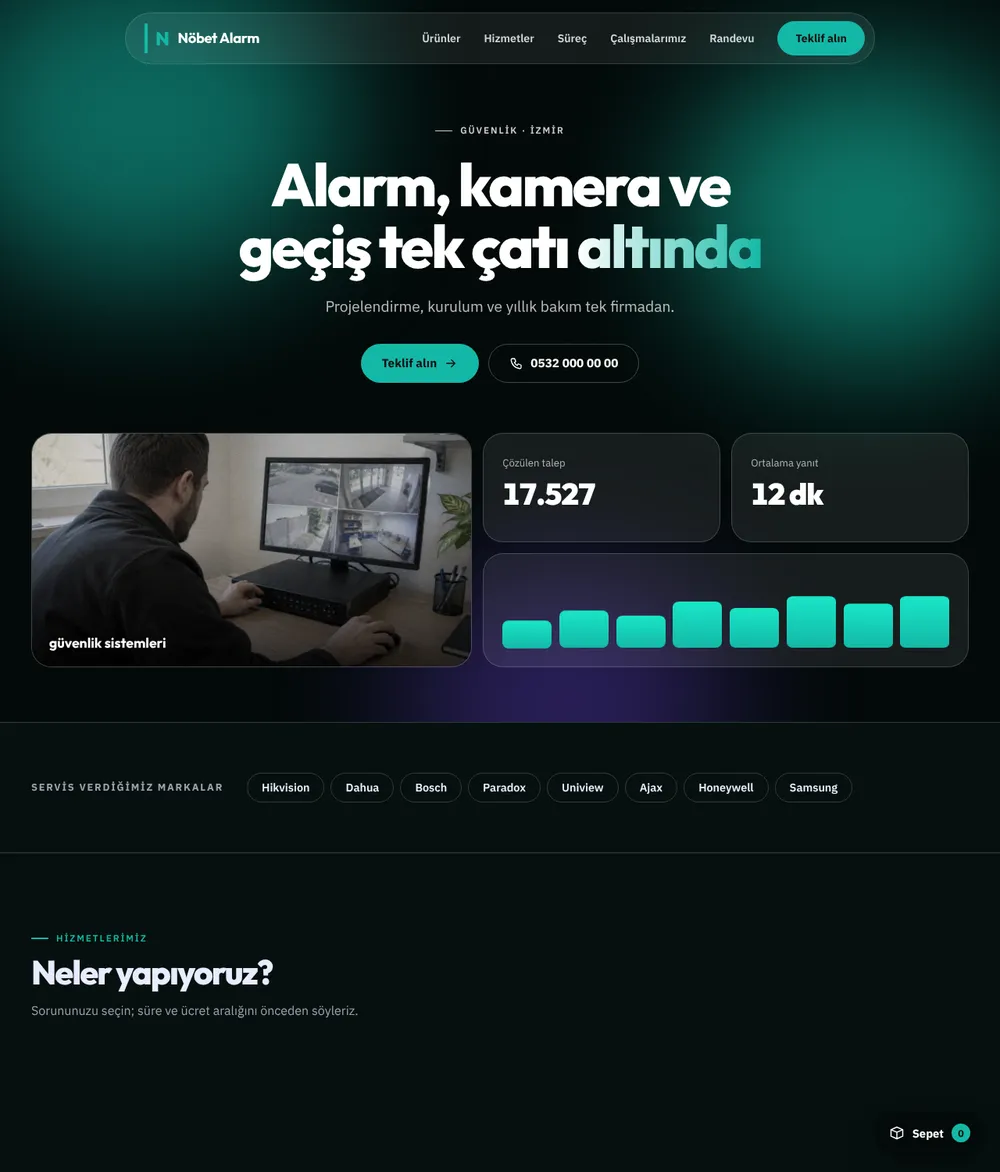 N Nöbet Alarm
Ürünler Hizmetler Süreç Çalışmalarımız Randevu Teklif alın
GÜVENLİK · İZMİR
Alarm, kamera ve
geçiş tek çatı altında
Projelendirme, kurulum ve yıllık bakım tek firmadan.
Teklif alın → 0532 000 00 00
güvenlik sistemleri
Çözülen talep
17.527
Ortalama yanıt
12 dk
SERVİS VERDİĞİMİZ MARKALAR Hikvision Dahua Bosch Paradox Uniview Ajax Honeywell Samsung
HİZMETLERİMİZ
Neler yapıyoruz?
Sorununuzu seçin; süre ve ücret aralığını önceden söyleriz.
Sepet 0